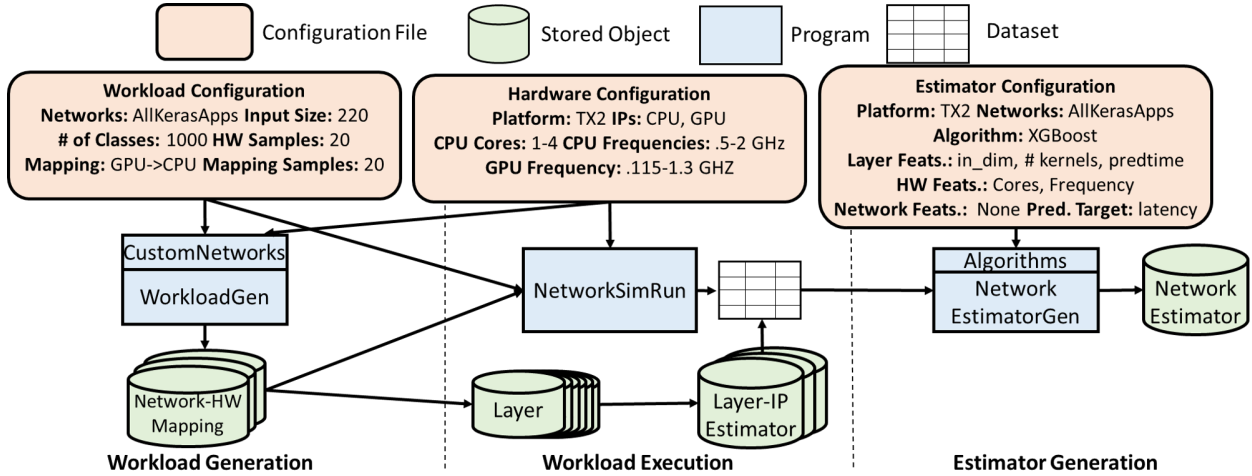 Configuration File
Stored Object
Program
Dataset
Workload Configuration
Networks: AllKerasApps Input Size: 220
# of Classes: 1000 HW Samples: 20
Mapping: GPU->CPU Mapping Samples: 20
Hardware Configuration
Platform: TX2 IPs: CPU, GPU
CPU Cores: 1-4 CPU Frequencies: .5-2 GHz
GPU Frequency: .115-1.3 GHZ
Estimator Configuration
Platform: TX2 Networks: AllKerasApps
Algorithm: XGBoost
Layer Feats.: in_dim, # kernels, predtime
HW Feats.: Cores, Frequency
Network Feats.: None Pred. Target: latency
CustomNetworks
WorkloadGen
NetworkSimRun
Algorithms
Network
EstimatorGen
Network
Estimator
Network-HW
Mapping
Layer
Layer-IP
Estimator
Workload Generation
Workload Execution
Estimator Generation